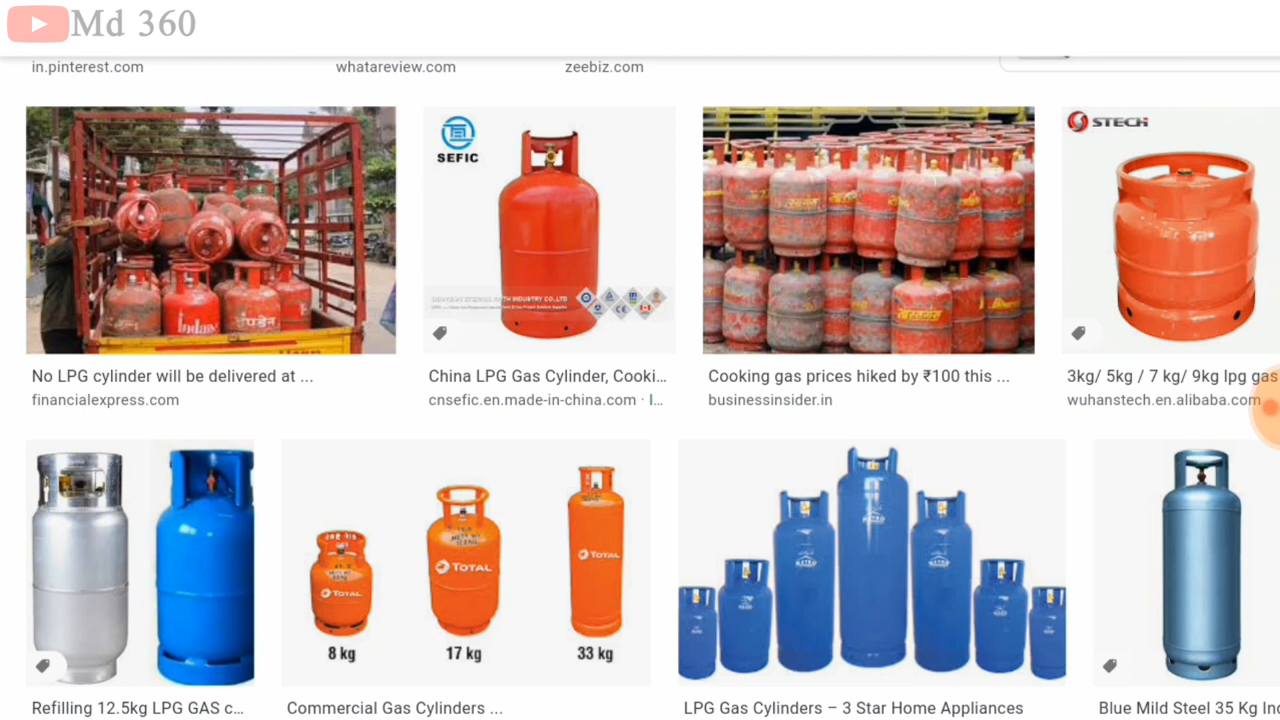 Md 360
in.pinterest.com
whatareview.com
zeebiz.com
SEFIC
STECH
Indane
No LPG cylinder will be delivered at ...
financialexpress.com
China LPG Gas Cylinder, Cooki...
cnsefic.en.made-in-china.com · I...
Cooking gas prices hiked by ₹100 this ...
businessinsider.in
3kg/ 5kg / 7 kg/ 9kg lpg gas
wuhanstech.en.alibaba.com
TOTAL
TOTAL
TOTAL
8 kg
17 kg
33 kg
Refilling 12.5kg LPG GAS c...
Commercial Gas Cylinders ...
LPG Gas Cylinders – 3 Star Home Appliances
Blue Mild Steel 35 Kg Ind